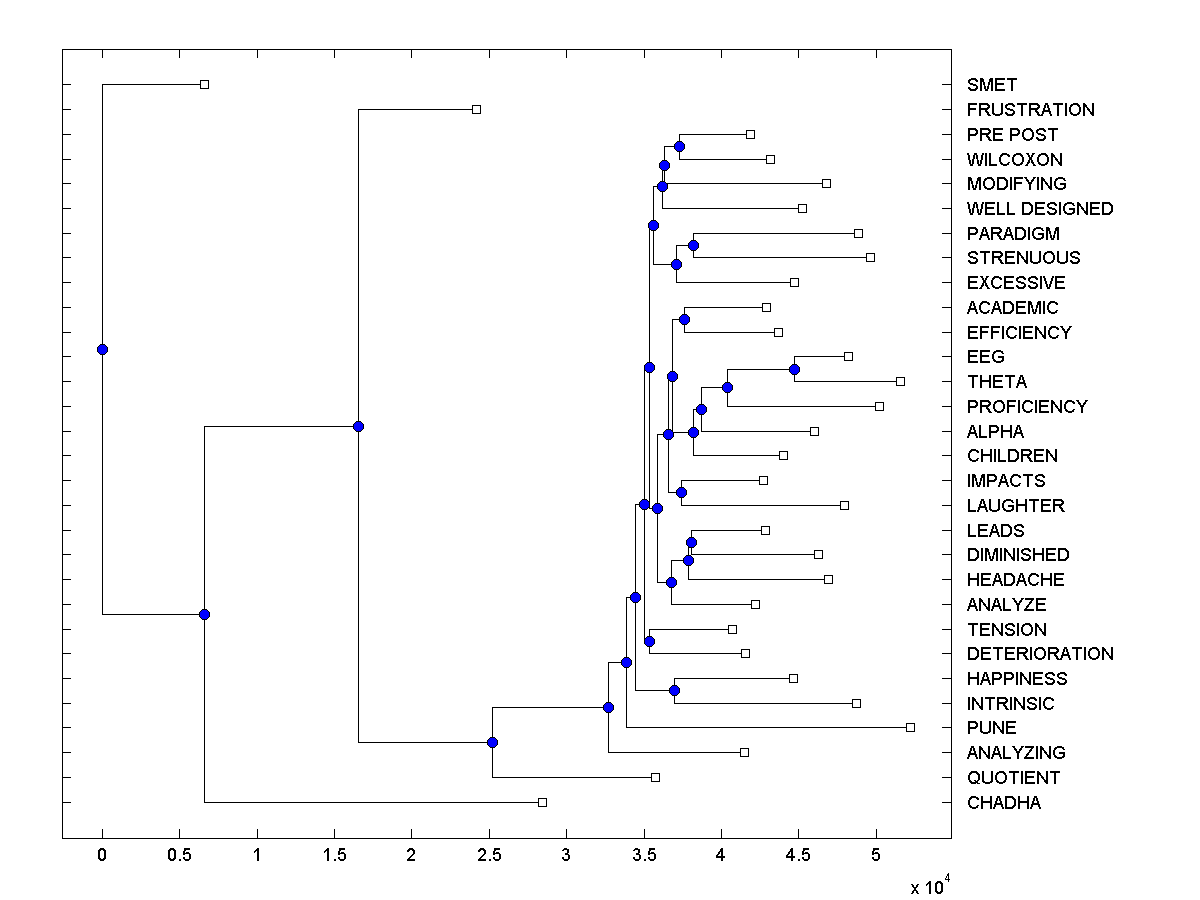 SMET
FRUSTRATION
PRE POST
WILCOXON
MODIFYING
WELL DESIGNED
PARADIGM
STRENUOUS
EXCESSIVE
ACADEMIC
EFFICIENCY
EEG
THETA
PROFICIENCY
ALPHA
CHILDREN
IMPACTS
LAUGHTER
LEADS
DIMINISHED
HEADACHE
ANALYZE
TENSION
DETERIORATION
HAPPINESS
INTRINSIC
PUNE
ANALYZING
QUOTIENT
CHADHA
0 0.5 1 1.5 2 2.5 3 3.5 4 4.5 5
x 10^4